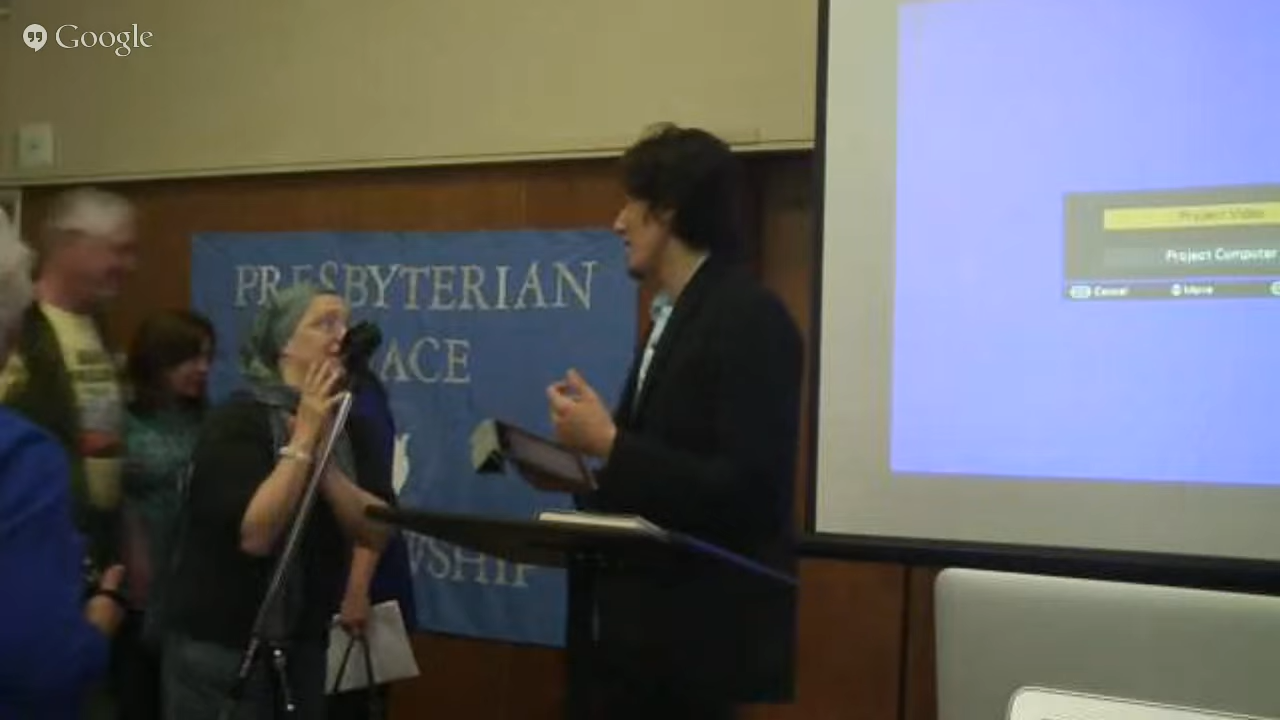 Google
PRESBYTERIAN
ACE
WSHIP
Project Video
Project Computer
Cancel
Move